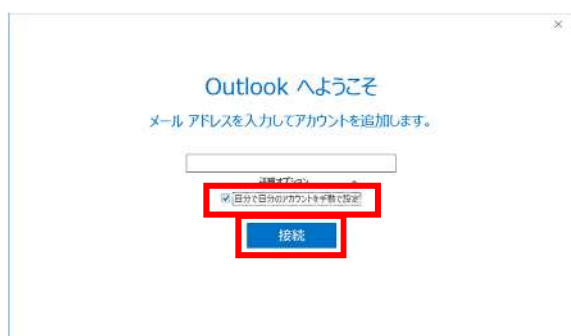 Outlook へようこそ
メール アドレスを入力してアカウントを追加します。
詳細オプション
自分で自分のアカウントを手動で設定
接続